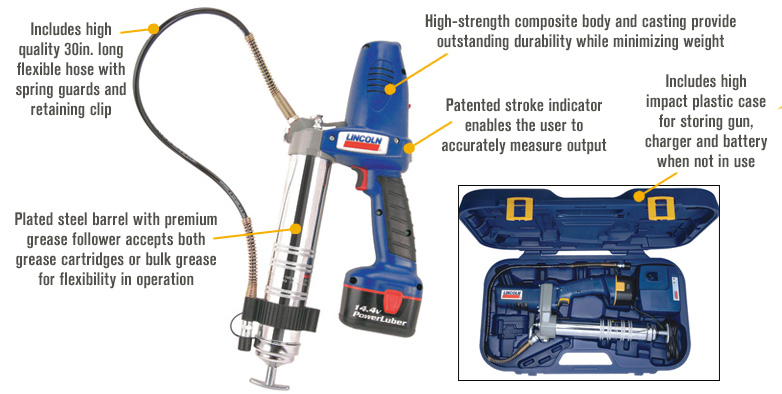 Includes high
quality 30in. long
flexible hose with
spring guards and
retaining clip
High-strength composite body and casting provide
outstanding durability while minimizing weight
Patented stroke indicator
enables the user to
accurately measure output
Includes high
impact plastic case
for storing gun,
charger and battery
when not in use
LINCOLN
Plated steel barrel with premium
grease follower accepts both
grease cartridges or bulk grease
for flexibility in operation
14.4v
PowerLuber
LINCOLN